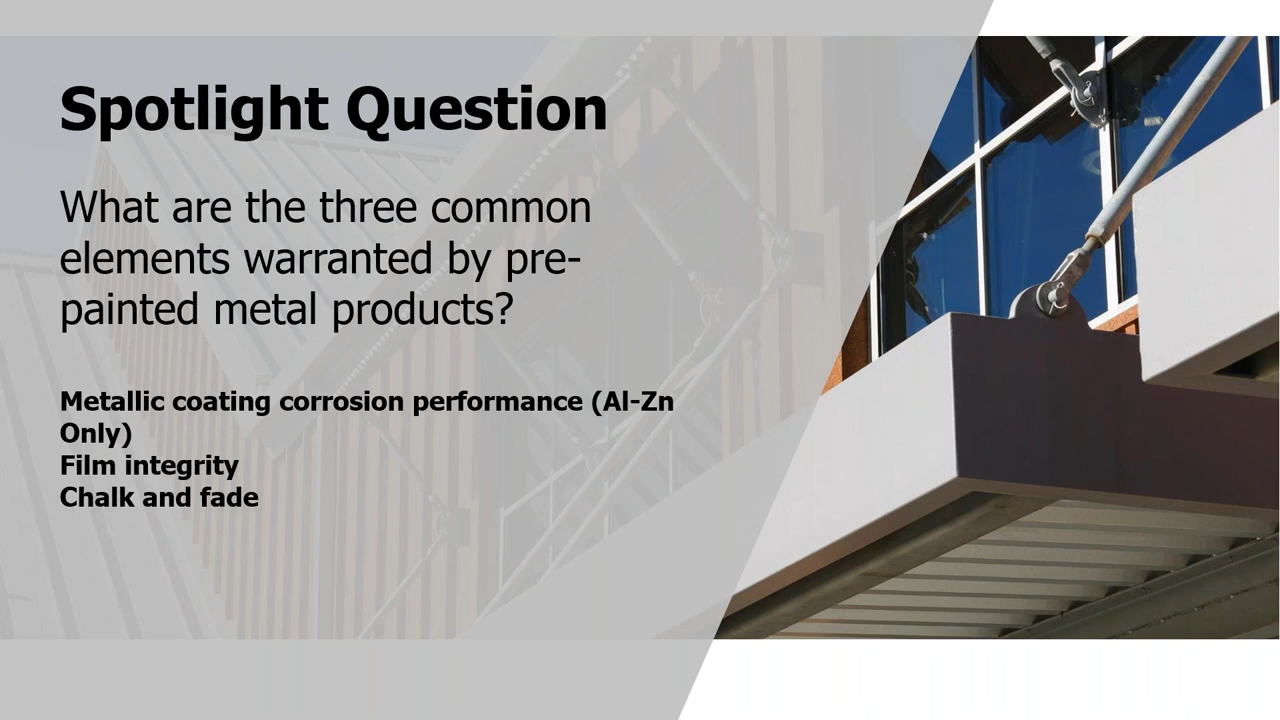 Spotlight Question
What are the three common
elements warranted by pre-
painted metal products?
Metallic coating corrosion performance (Al-Zn
Only)
Film integrity
Chalk and fade